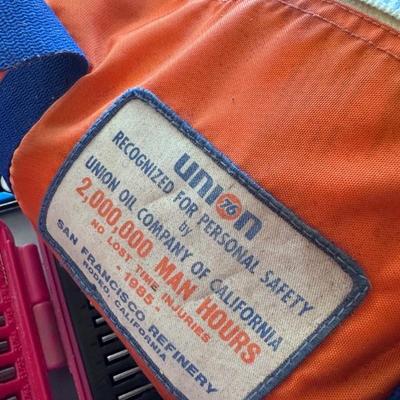 union 76
RECOGNIZED FOR PERSONAL SAFETY
by
UNION OIL COMPANY OF CALIFORNIA
2,000,000 MAN HOURS
NO LOST TIME INJURIES
- 1985 -
SAN FRANCISCO REFINERY
RODEO, CALIFORNIA